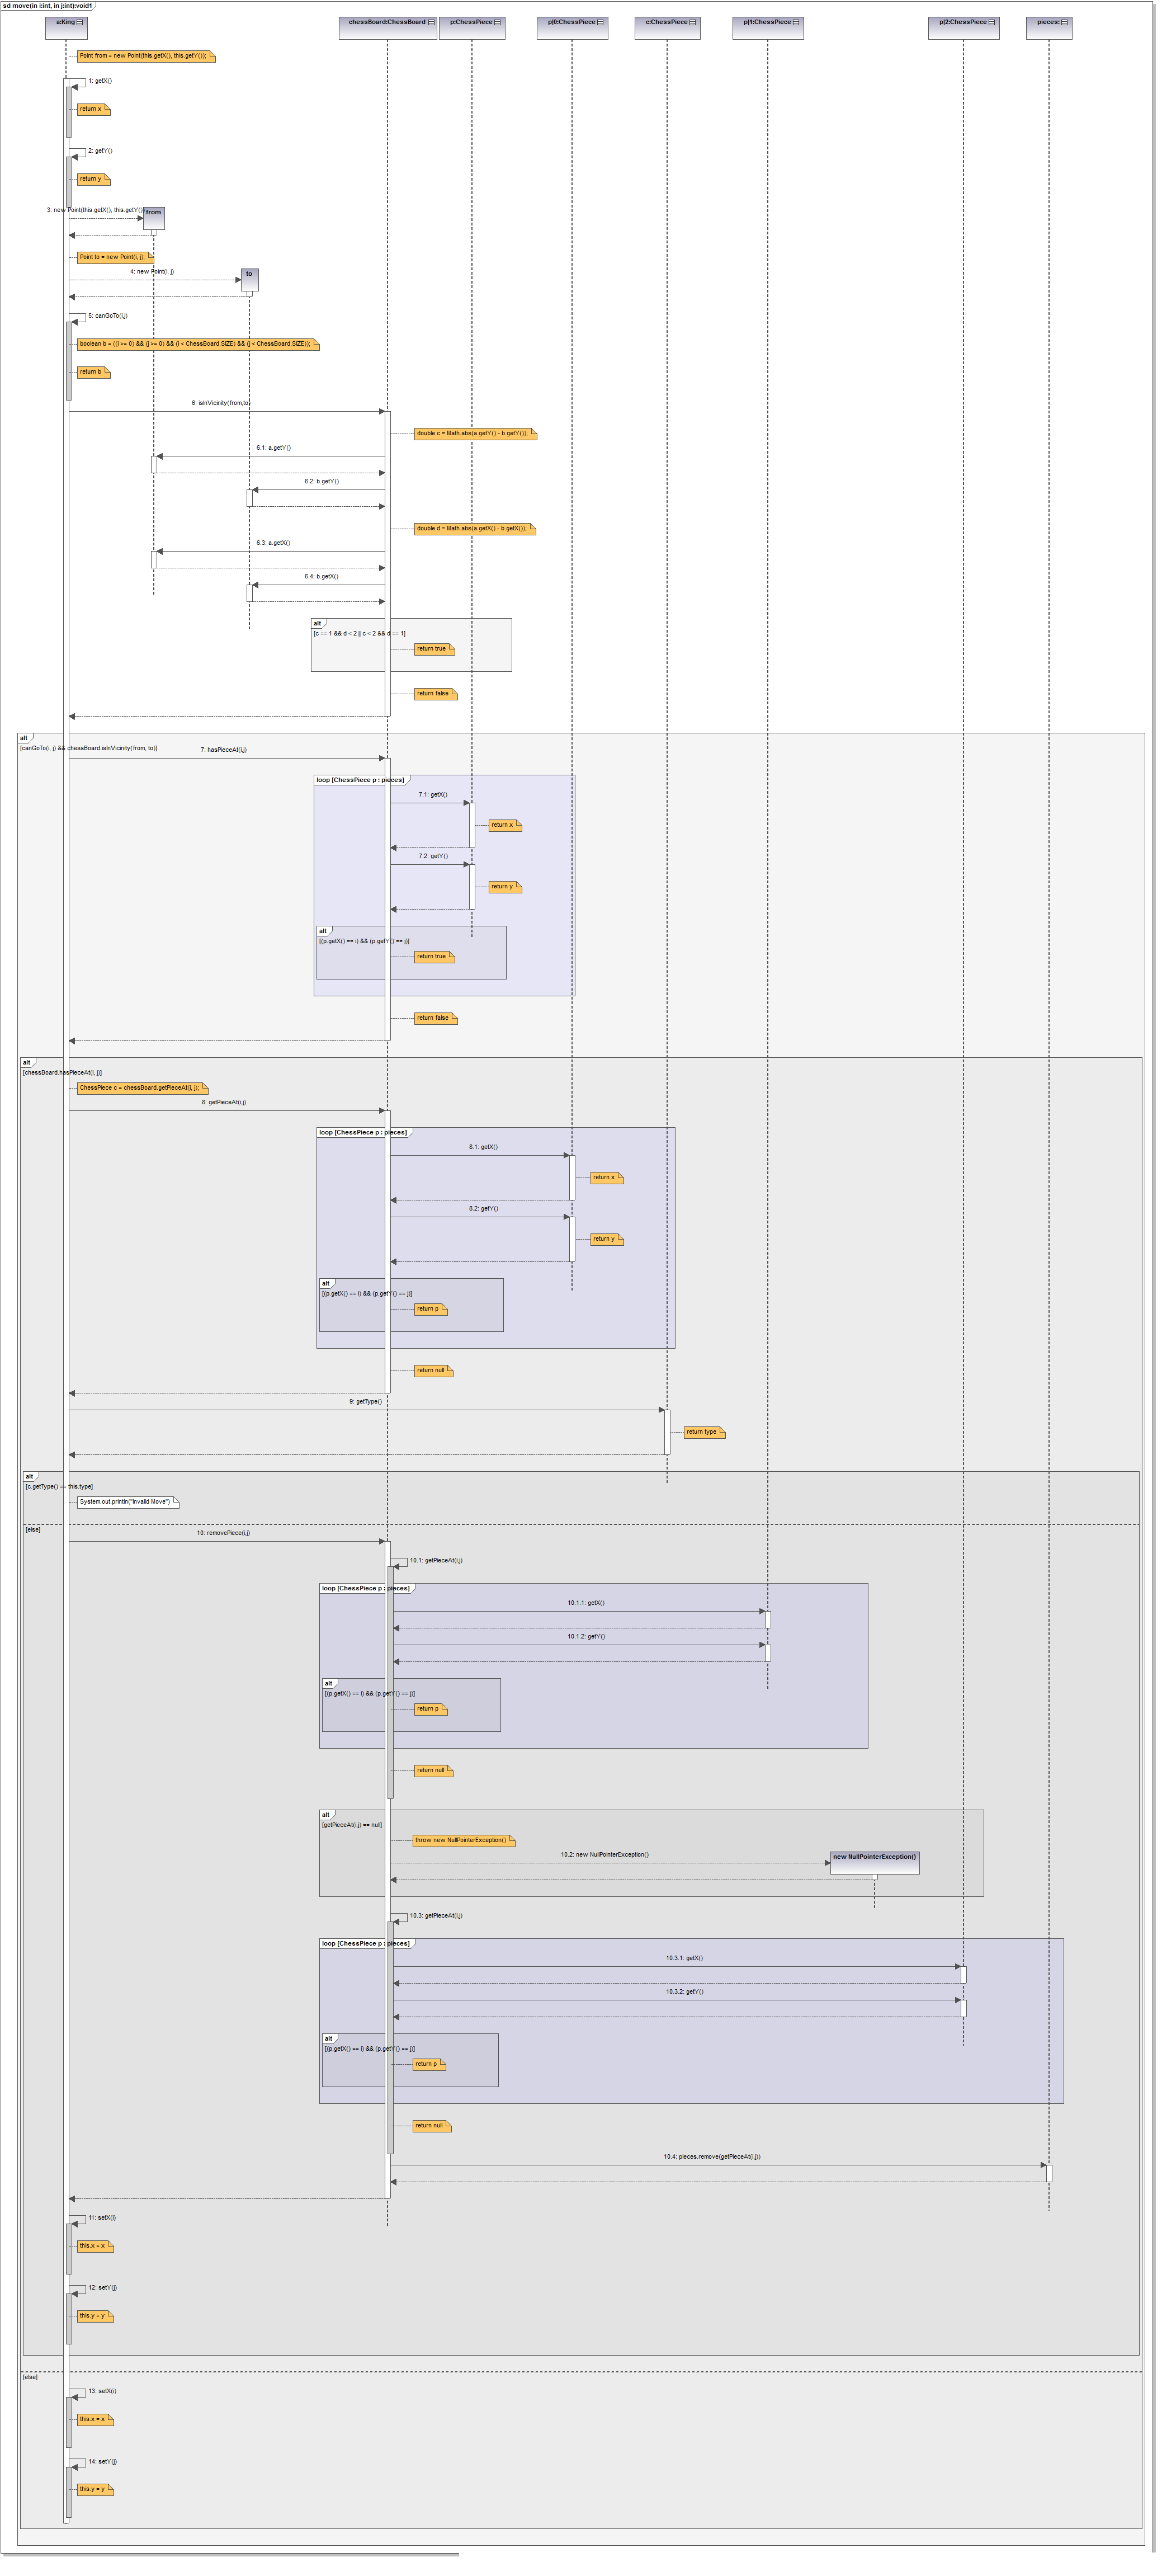 sd move(in i:int, in j:int):void1
a:King
chessBoard:ChessBoard
p:ChessPiece
p|0:ChessPiece
c:ChessPiece
p|1:ChessPiece
p|2:ChessPiece
pieces:
Point from = new Point(this.getX(), this.getY());
1: getX()
return x
2: getY()
return y
3: new Point(this.getX(), this.getY())
from
Point to = new Point(i, j);
4: new Point(i, j)
to
5: canGoTo(i,j)
boolean b = ((i >= 0) && (j >= 0) && (i < ChessBoard.SIZE) && (j < ChessBoard.SIZE));
return b
6: isInVicinity(from,to)
double c = Math.abs(a.getY() - b.getY());
6.1: a.getY()
6.2: b.getY()
double d = Math.abs(a.getX() - b.getX());
6.3: a.getX()
6.4: b.getX()
alt
[c == 1 && d < 2 || c < 2 && d == 1]
return true
return false
alt
[canGoTo(i, j) && chessBoard.isInVicinity(from, to)]
7: hasPieceAt(i,j)
loop [ChessPiece p : pieces]
7.1: getX()
return x
7.2: getY()
return y
alt
[(p.getX() == i) && (p.getY() == j)]
return true
return false
alt
[chessBoard.hasPieceAt(i, j)]
ChessPiece c = chessBoard.getPieceAt(i, j);
8: getPieceAt(i,j)
loop [ChessPiece p : pieces]
8.1: getX()
return x
8.2: getY()
return y
alt
[(p.getX() == i) && (p.getY() == j)]
return p
return null
9: getType()
return type
alt
[c.getType() == this.type]
System.out.println("Invalid Move")
[else]
10: removePiece(i,j)
10.1: getPieceAt(i,j)
loop [ChessPiece p : pieces]
10.1.1: getX()
10.1.2: getY()
alt
[(p.getX() == i) && (p.getY() == j)]
return p
return null
alt
[getPieceAt(i,j) == null]
throw new NullPointerException()
10.2: new NullPointerException()
new NullPointerException()
10.3: getPieceAt(i,j)
loop [ChessPiece p : pieces]
10.3.1: getX()
10.3.2: getY()
alt
[(p.getX() == i) && (p.getY() == j)]
return p
return null
10.4: pieces.remove(getPieceAt(i,j))
11: setX(i)
this.x = x
12: setY(j)
this.y = y
[else]
13: setX(i)
this.x = x
14: setY(j)
this.y = y